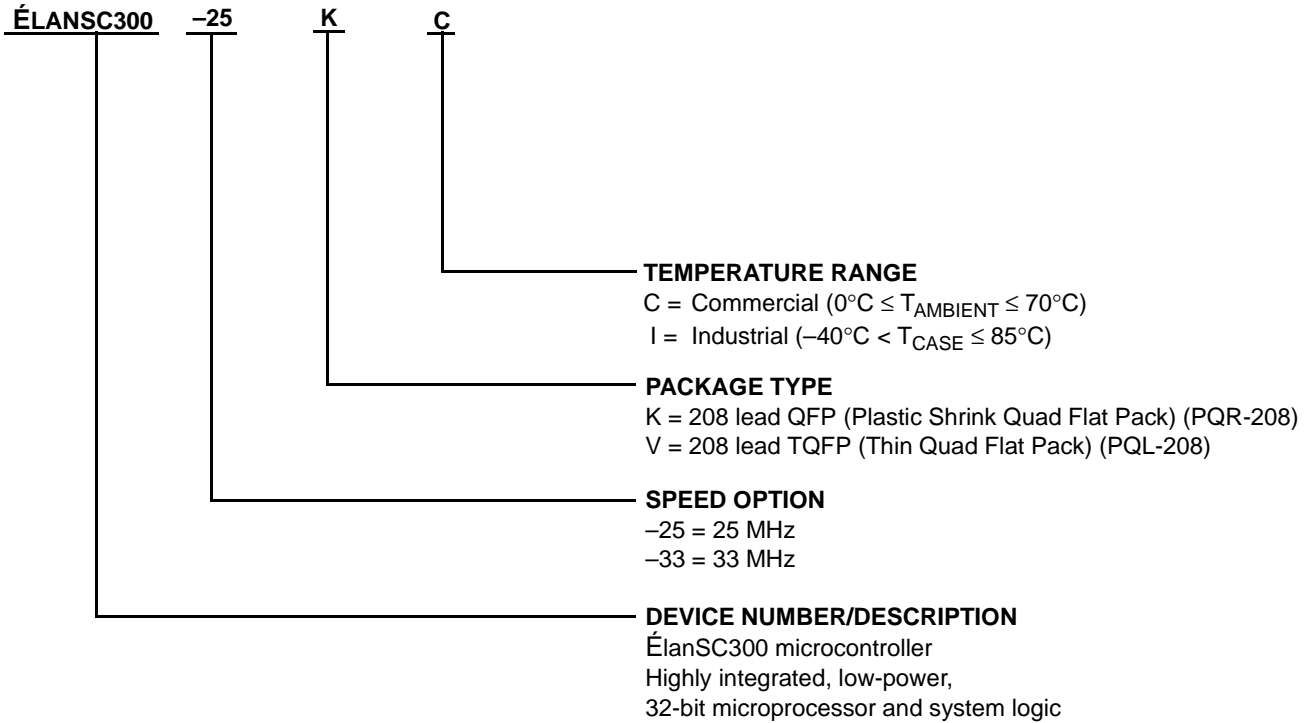 ÉLANSC300 –25 K C
TEMPERATURE RANGE
C = Commercial (0°C ≤ TAMBIENT ≤ 70°C)
I = Industrial (–40°C < TCASE ≤ 85°C)
PACKAGE TYPE
K = 208 lead QFP (Plastic Shrink Quad Flat Pack) (PQR-208)
V = 208 lead TQFP (Thin Quad Flat Pack) (PQL-208)
SPEED OPTION
–25 = 25 MHz
–33 = 33 MHz
DEVICE NUMBER/DESCRIPTION
ÉlanSC300 microcontroller
Highly integrated, low-power,
32-bit microprocessor and system logic